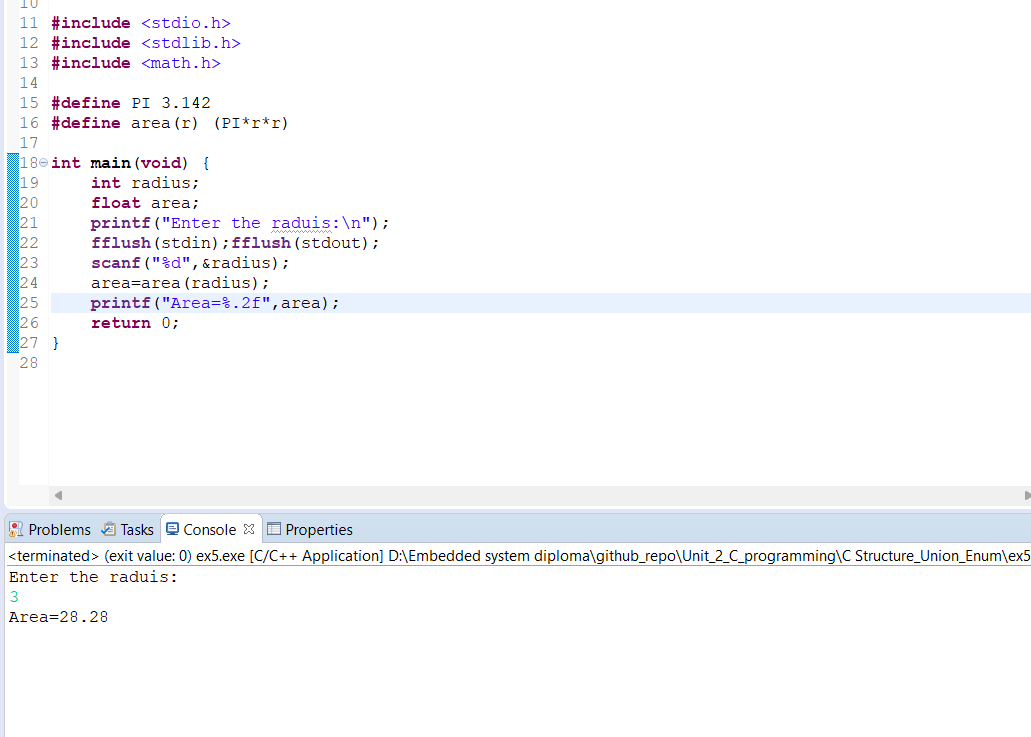 10
11 #include <stdio.h>
12 #include <stdlib.h>
13 #include <math.h>
14
15 #define PI 3.142
16 #define area(r) (PI*r*r)
17
18 int main(void) {
19     int radius;
20     float area;
21     printf("Enter the raduis:\n");
22     fflush(stdin);fflush(stdout);
23     scanf("%d",&radius);
24     area=area(radius);
25     printf("Area=%.2f",area);
26     return 0;
27 }
28
Problems Tasks Console Properties
<terminated> (exit value: 0) ex5.exe [C/C++ Application] D:\Embedded system diploma\github_repo\Unit_2_C_programming\C Structure_Union_Enum\ex5
Enter the raduis:
3
Area=28.28